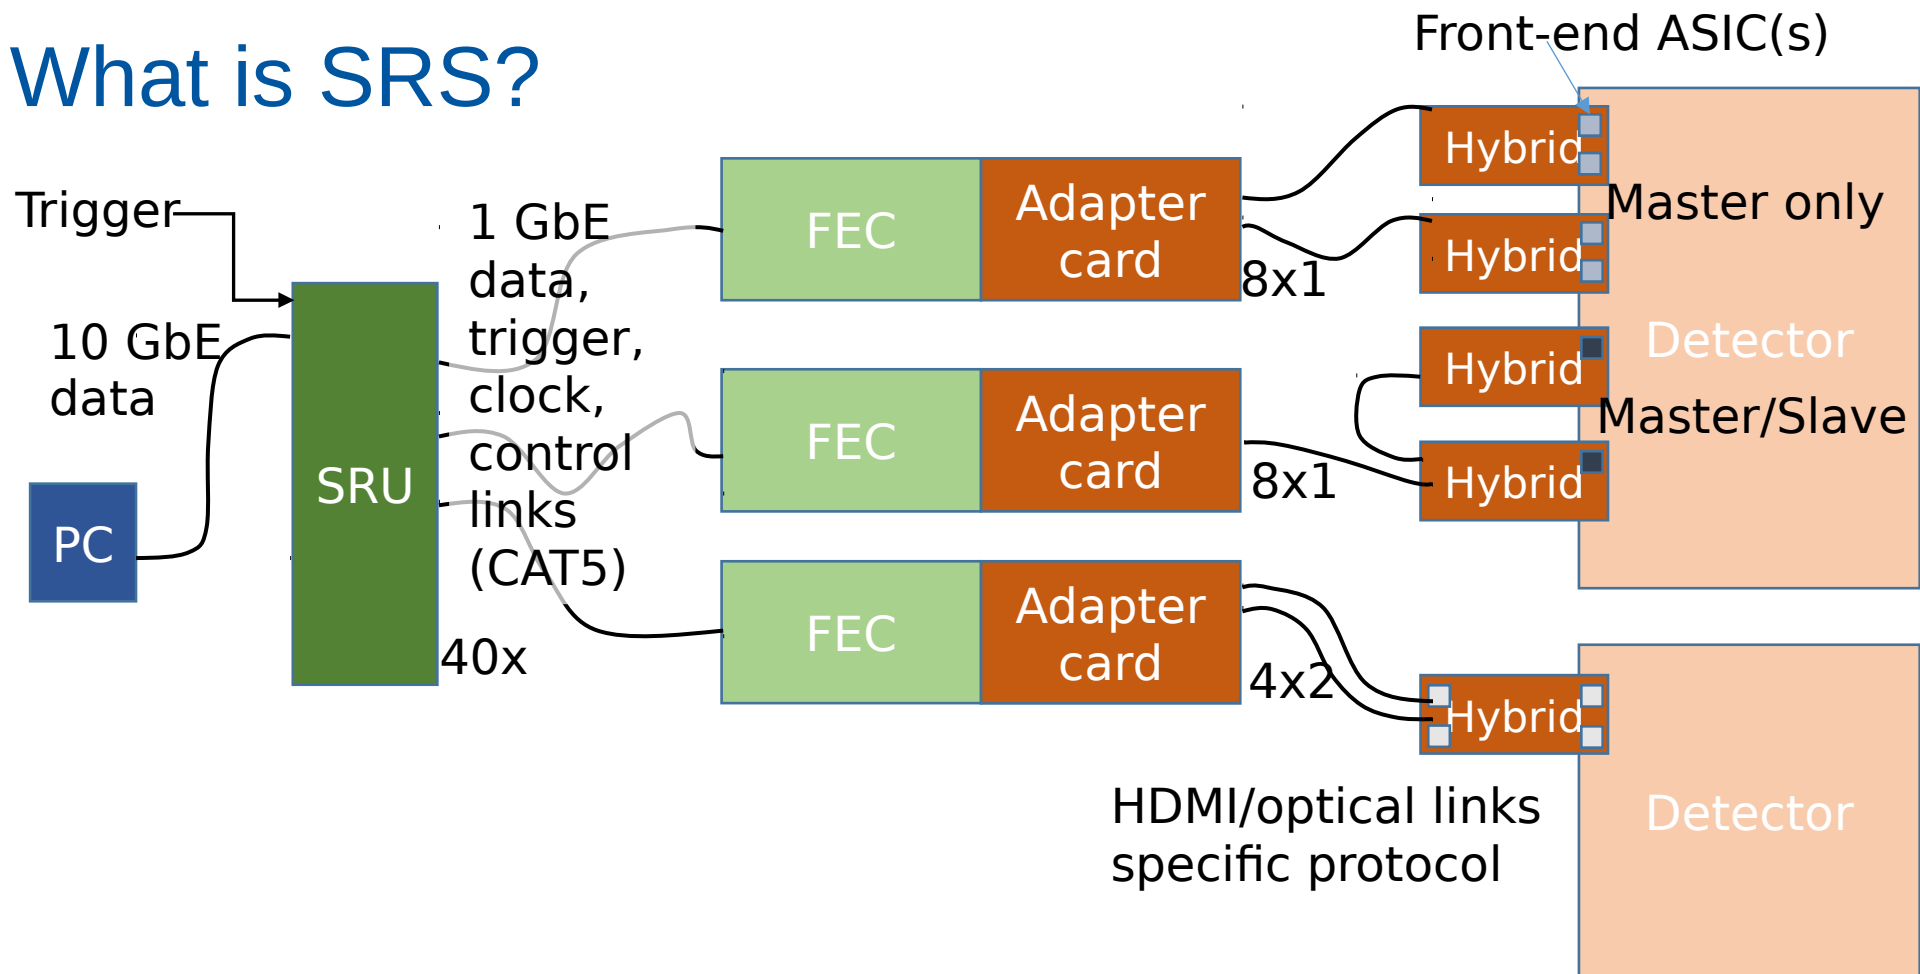 What is SRS?
Front-end ASIC(s)
Trigger
10 GbE
data
PC
SRU
40x
1 GbE
data,
trigger,
clock,
control
links
(CAT5)
FEC
Adapter
card
8x1
FEC
Adapter
card
8x1
FEC
Adapter
card
4x2
Hybrid
Hybrid
Hybrid
Hybrid
Hybrid
Master only
Detector
Master/Slave
Detector
HDMI/optical links
specific protocol